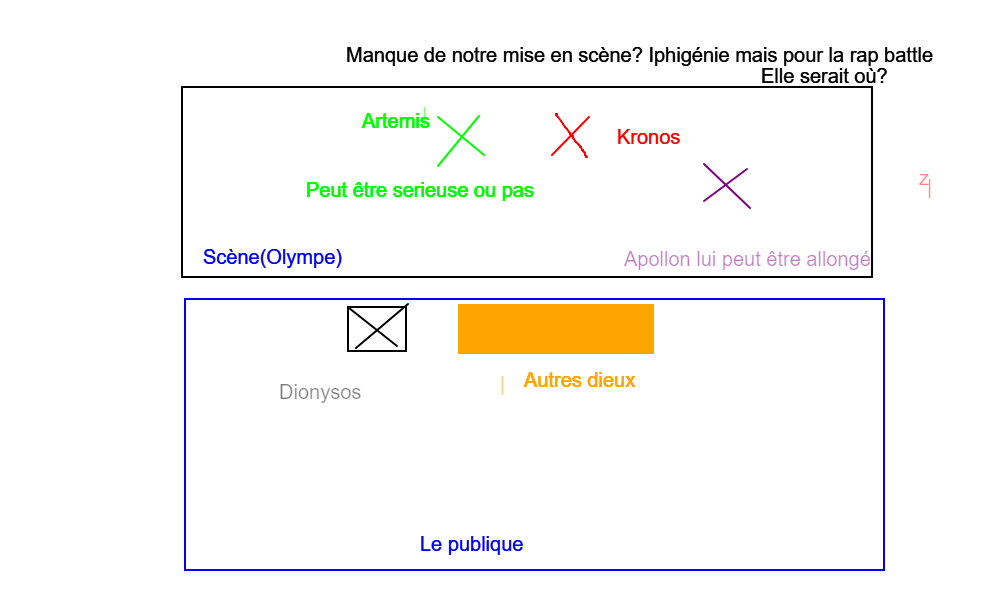 Manque de notre mise en scène? Iphigénie mais pour la rap battle
Elle serait où?
Artemis
Kronos
Peut être serieuse ou pas
z
Scène(Olympe)
Apollon lui peut être allongé
Dionysos
Autres dieux
Le publique